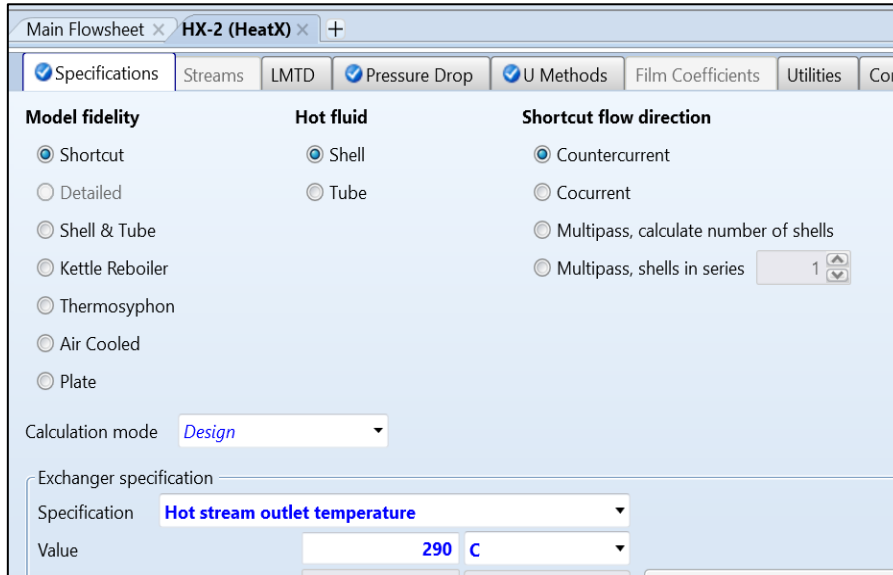 Main Flowsheet HX-2 (HeatX) +
Specifications Streams LMTD Pressure Drop U Methods Film Coefficients Utilities
Model fidelity Hot fluid Shortcut flow direction
Shortcut Shell Countercurrent
Detailed Tube Cocurrent
Shell & Tube Multipass, calculate number of shells
Kettle Reboiler Multipass, shells in series 1
Thermosyphon
Air Cooled
Plate
Calculation mode Design
Exchanger specification
Specification Hot stream outlet temperature
Value 290 C